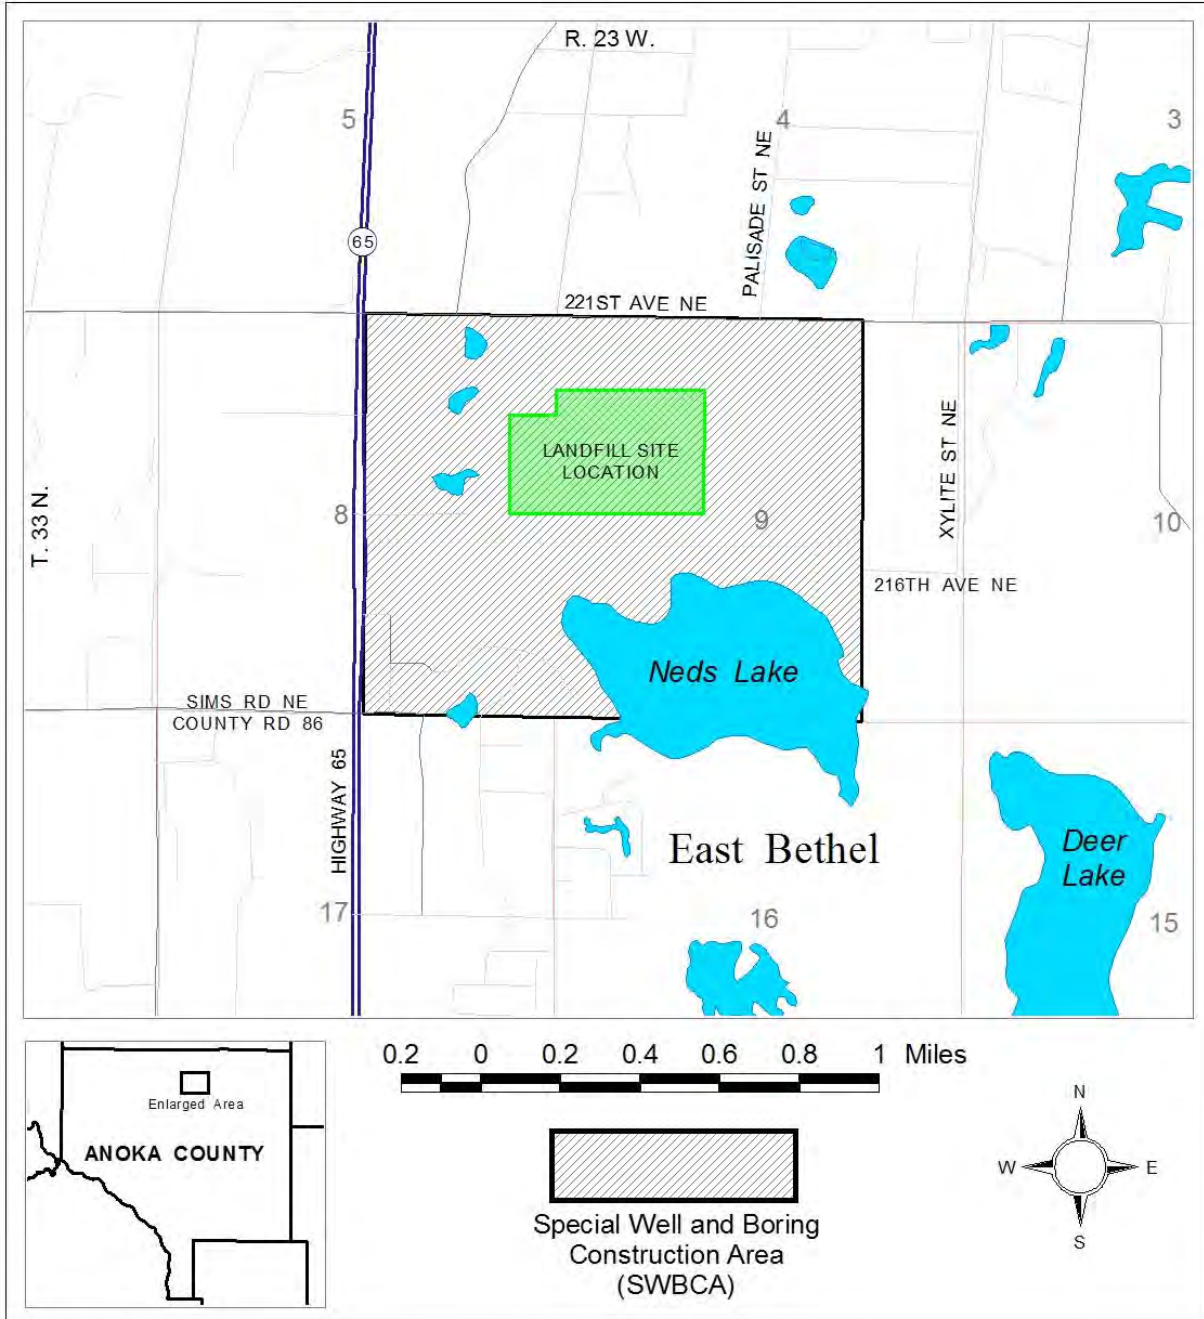 R. 23 W.
5
4
3
PALISADE ST NE
65
221ST AVE NE
LANDFILL SITE
LOCATION
XYLITE ST NE
T. 33 N.
8
9
10
216TH AVE NE
Neds Lake
SIMS RD NE
COUNTY RD 86
HIGHWAY 65
East Bethel
Deer
Lake
17
16
15
0.2 0 0.2 0.4 0.6 0.8 1 Miles
Enlarged Area
ANOKA COUNTY
Special Well and Boring
Construction Area
(SWBCA)
N
W
E
S